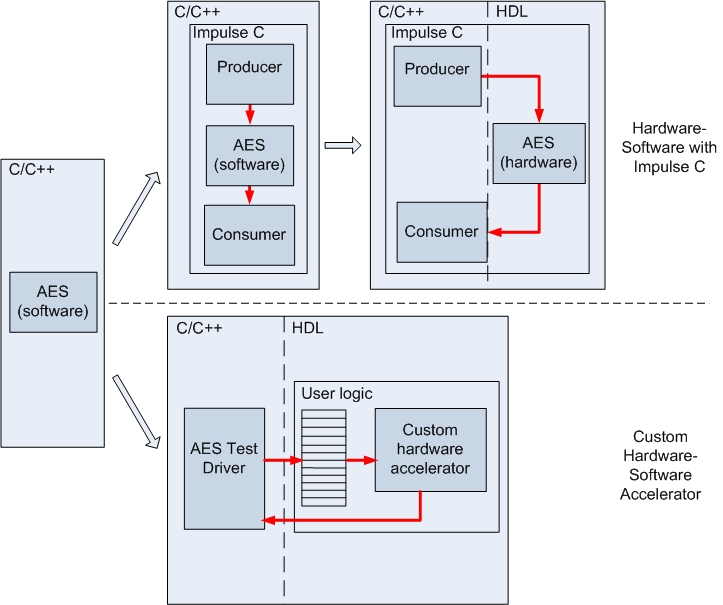 C/C++
AES
(software)
C/C++
Impulse C
Producer
AES
(software)
Consumer
C/C++
HDL
Impulse C
Producer
AES
(hardware)
Consumer
Hardware-
Software with
Impulse C
C/C++
HDL
AES Test
Driver
User logic
Custom
hardware
accelerator
Custom
Hardware-
Software
Accelerator